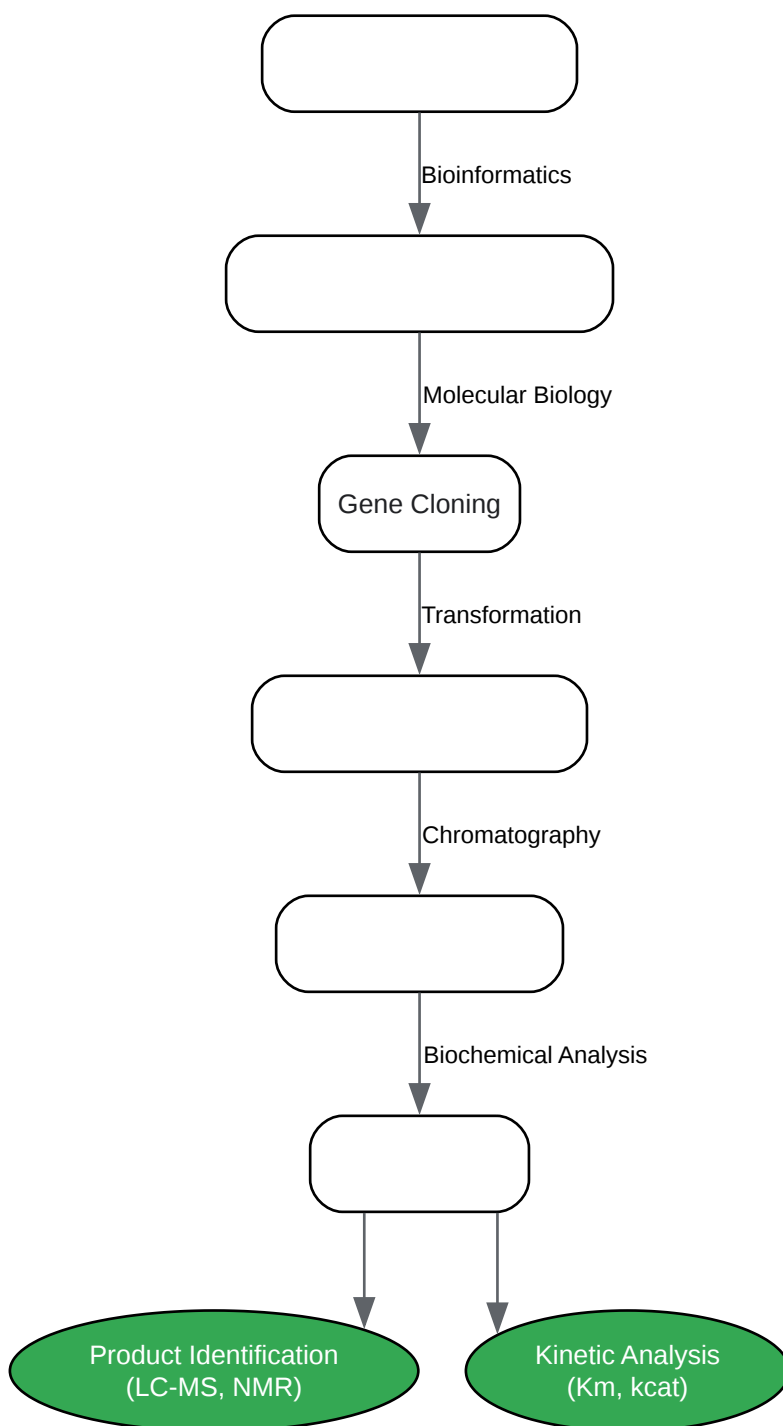 Bioinformatics
Molecular Biology
Gene Cloning
Transformation
Chromatography
Biochemical Analysis
Product Identification
(LC-MS, NMR)
Kinetic Analysis
(Km, kcat)